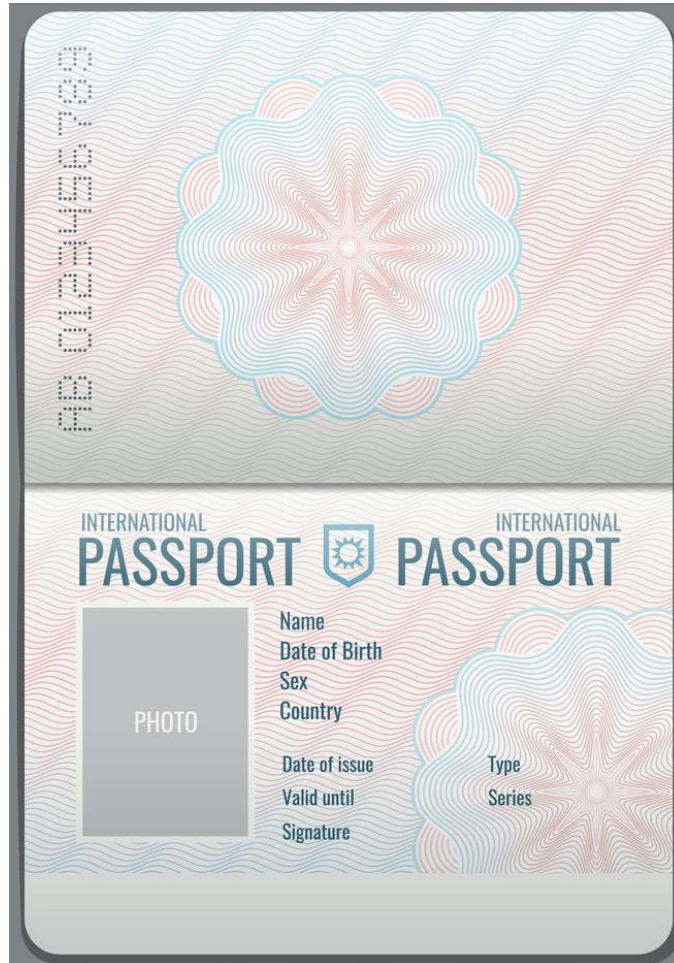 AB 0123456789
INTERNATIONAL INTERNATIONAL
PASSPORT PASSPORT
PHOTO
Name
Date of Birth
Sex
Country
Date of issue Type
Valid until Series
Signature